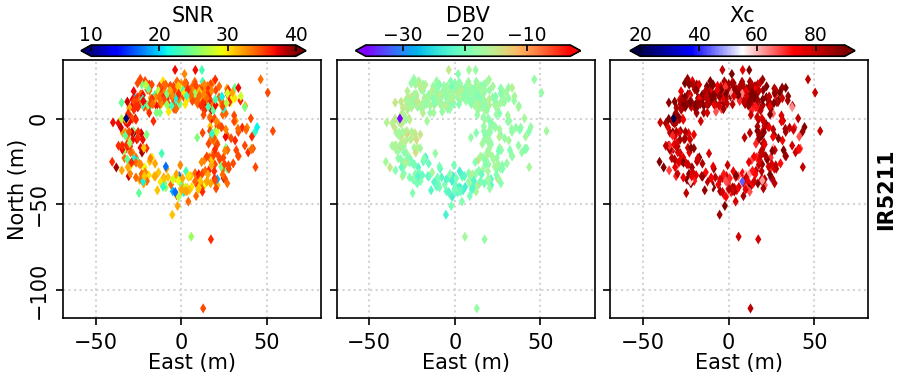 SNR DBV Xc
10 20 30 40 −30 −20 −10 20 40 60 80
North (m)
0
−50
−100
IR5211
−50 0 50 −50 0 50 −50 0 50
East (m) East (m) East (m)